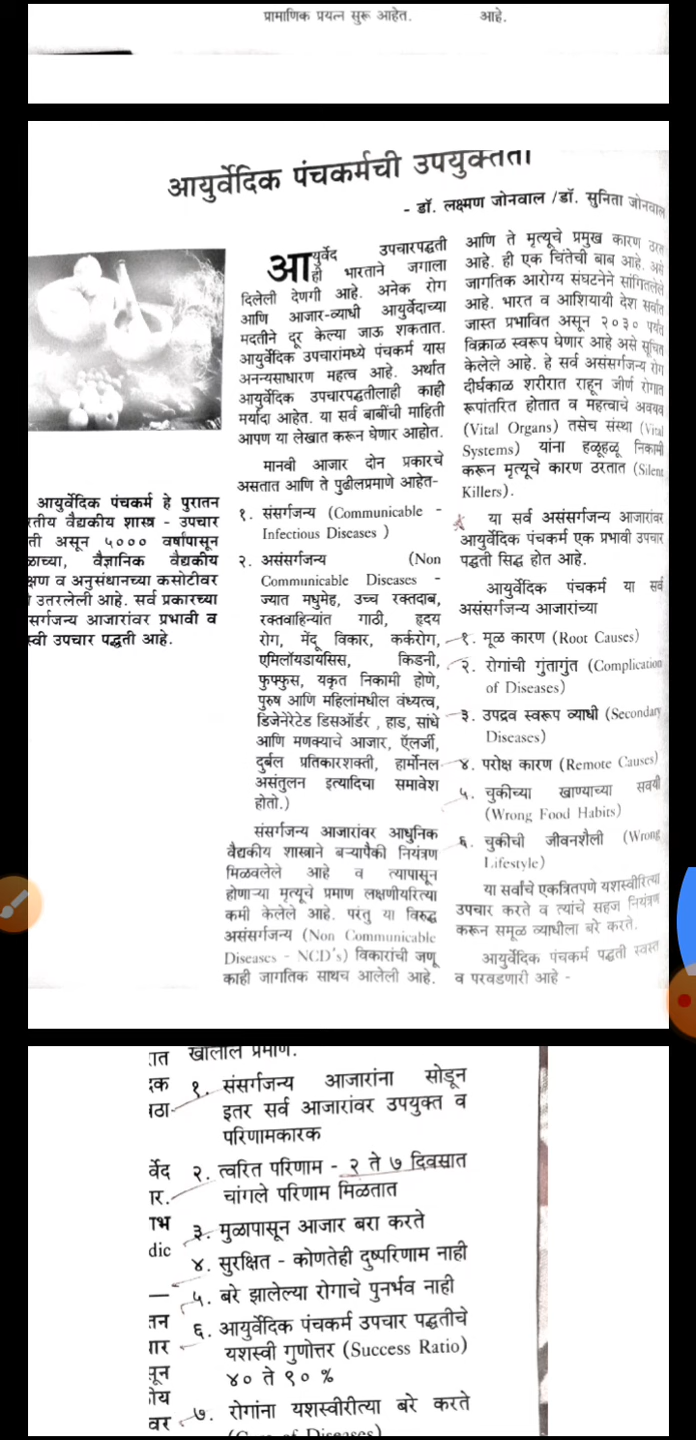 प्रामाणिक प्रयत्न सुरू आहेत.
आहे.
आयुर्वेदिक पंचकर्मची उपयुक्तता
- डॉ. लक्ष्मण जोनवाल /डॉ. सुनिता जोनवाल
आयुर्वेदिक पंचकर्म हे पुरातन
रतीय वैद्यकीय शास्त्र - उपचार
ती असून ५००० वर्षांपासून
ळाच्या, वैज्ञानिक वैद्यकीय
क्षण व अनुसंधानच्या कसोटीवर
उतरलेली आहे. सर्व प्रकारच्या
सर्गजन्य आजारांवर प्रभावी व
स्वी उपचार पद्धती आहे.
आयुर्वेद उपचारपद्धती
ही भारताने जगाला
दिलेली देणगी आहे. अनेक रोग
आणि आजार-व्याधी आयुर्वेदाच्या
मदतीने दूर केल्या जाऊ शकतात.
आयुर्वेदिक उपचारांमध्ये पंचकर्म यास
अनन्यसाधारण महत्व आहे. अर्थात
आयुर्वेदिक उपचारपद्धतीलाही काही
मर्यादा आहेत. या सर्व बाबींची माहिती
आपण या लेखात करून घेणार आहोत.
मानवी आजार दोन प्रकारचे
असतात आणि ते पुढीलप्रमाणे आहेत-
१. संसर्गजन्य (Communicable -
Infectious Diseases )
२. असंसर्गजन्य (Non
Communicable Diseases -
ज्यात मधुमेह, उच्च रक्तदाब,
रक्तवाहिन्यांत गाठी, हृदय
रोग, मेंदू विकार, कर्करोग,
एमिलॉयडायसिस, किडनी,
फुफ्फुस, यकृत निकामी होणे,
पुरुष आणि महिलांमधील वंध्यत्व,
डिजेनेरेटेड डिसऑर्डर , हाड, सांधे
आणि मणक्याचे आजार, ऍलर्जी,
दुर्बल प्रतिकारशक्ती, हार्मोनल
असंतुलन इत्यादिचा समावेश
होतो.)
संसर्गजन्य आजारांवर आधुनिक
वैद्यकीय शास्त्राने बऱ्यापैकी नियंत्रण
मिळवलेले आहे व त्यापासून
होणाऱ्या मृत्यूचे प्रमाण लक्षणीयरित्या
कमी केलेले आहे. परंतु या विरुद्ध
असंसर्गजन्य (Non Communicable
Diseases - NCD's) विकारांची जणू
काही जागतिक साथच आलेली आहे.
आणि ते मृत्यूचे प्रमुख कारण ठरत
आहे. ही एक चिंतेची बाब आहे. असे
जागतिक आरोग्य संघटनेने सांगितलेले
आहे. भारत व आशियायी देश सर्वात
जास्त प्रभावित असून २०३० पर्यंत
विक्राळ स्वरूप घेणार आहे असे सूचित
केलेले आहे. हे सर्व असंसर्गजन्य रोग
दीर्घकाळ शरीरात राहून जीर्ण रोगात
रूपांतरित होतात व महत्वाचे अवयव
(Vital Organs) तसेच संस्था (Vital
Systems) यांना हळूहळू निकामी
करून मृत्यूचे कारण ठरतात (Silent
Killers).
या सर्व असंसर्गजन्य आजारांवर
आयुर्वेदिक पंचकर्म एक प्रभावी उपचार
पद्धती सिद्ध होत आहे.
आयुर्वेदिक पंचकर्म या सर्व
असंसर्गजन्य आजारांच्या
१. मूळ कारण (Root Causes)
२. रोगांची गुंतागुंत (Complication
of Diseases)
३. उपद्रव स्वरूप व्याधी (Secondary
Diseases)
४. परोक्ष कारण (Remote Causes)
५. चुकीच्या खाण्याच्या सवयी
(Wrong Food Habits)
६. चुकीची जीवनशैली (Wrong
Lifestyle)
या सर्वांचे एकत्रितपणे यशस्वीरित्या
उपचार करते व त्यांचे सहज नियंत्रण
करून समूळ व्याधीला बरे करते.
आयुर्वेदिक पंचकर्म पद्धती स्वस्त
व परवडणारी आहे -
रात
दक
ठा-
र्वेद
ार.
ाभ
dic
—
तन
ार
सून
ीय
वर
खालील प्रमाणे.
१. संसर्गजन्य आजारांना सोडून
इतर सर्व आजारांवर उपयुक्त व
परिणामकारक
२. त्वरित परिणाम - २ ते ७ दिवसात
चांगले परिणाम मिळतात
३. मुळापासून आजार बरा करते
४. सुरक्षित - कोणतेही दुष्परिणाम नाही
५. बरे झालेल्या रोगाचे पुनर्भव नाही
६. आयुर्वेदिक पंचकर्म उपचार पद्धतीचे
यशस्वी गुणोत्तर (Success Ratio)
४० ते ९० %
७. रोगांना यशस्वीरीत्या बरे करते